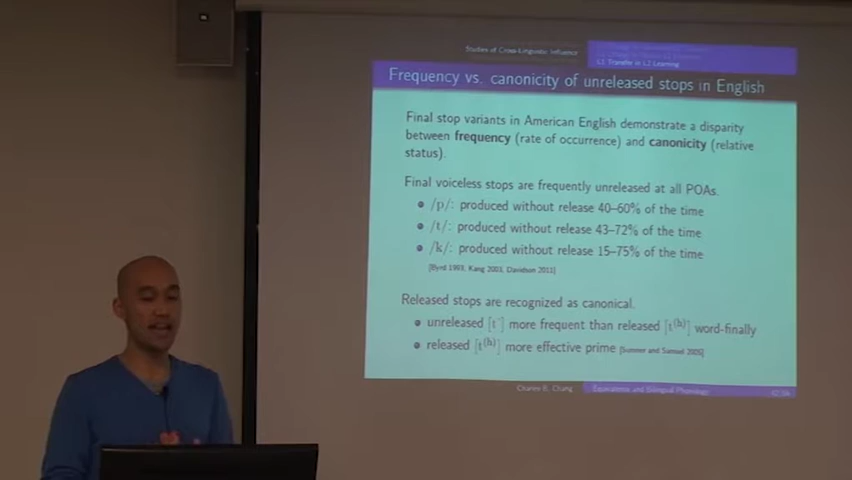 Studies of Cross-Linguistic Influence
L1 Transfer in L2 Learning
Frequency vs. canonicity of unreleased stops in English
Final stop variants in American English demonstrate a disparity
between frequency (rate of occurrence) and canonicity (relative
status).
Final voiceless stops are frequently unreleased at all POAs.
/p/: produced without release 40–60% of the time
/t/: produced without release 43–72% of the time
/k/: produced without release 15–75% of the time
[Byrd 1993, Kang 2003, Davidson 2011]
Released stops are recognized as canonical.
unreleased [t̚] more frequent than released [t⁽ʰ⁾] word-finally
released [t⁽ʰ⁾] more effective prime [Sumner and Samuel 2005]
Charles B. Chang
Equivalence and Bilingual Phonology